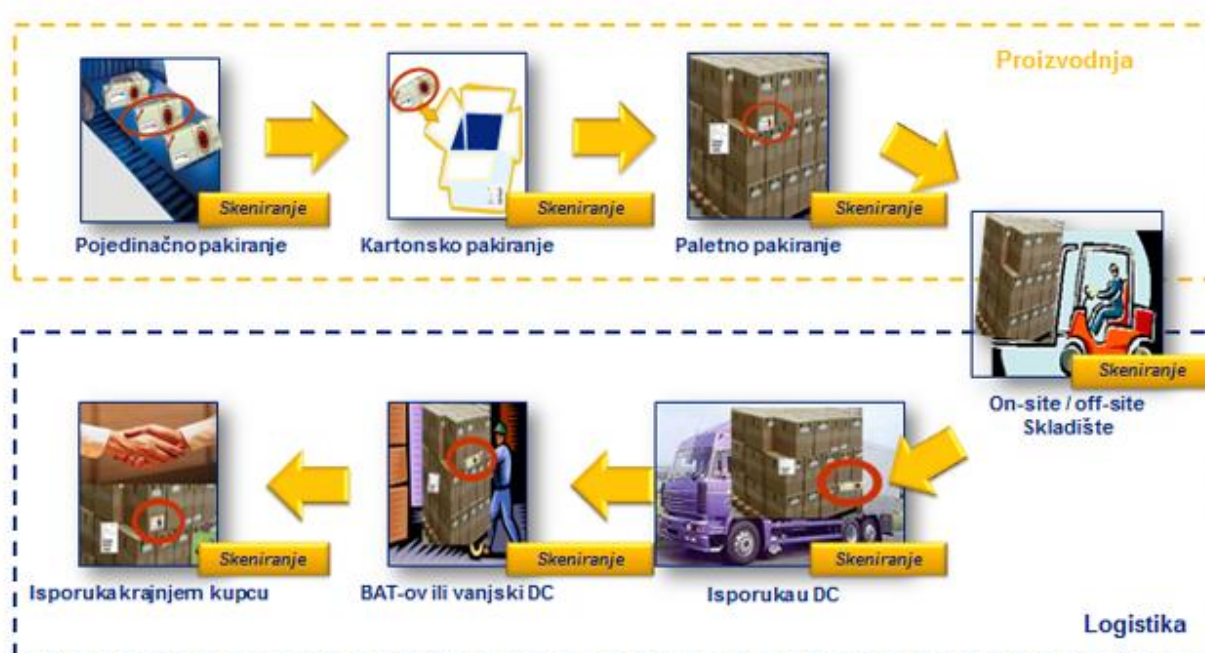 Proizvodnja
Skeniranje
Skeniranje
Skeniranje
Pojedinačno pakiranje
Kartonsko pakiranje
Paletno pakiranje
Skeniranje
On-site / off-site
Skladište
Skeniranje
Skeniranje
Skeniranje
Isporuka krajnjem kupcu
BAT-ov ili vanjski DC
Isporuka u DC
Logistika